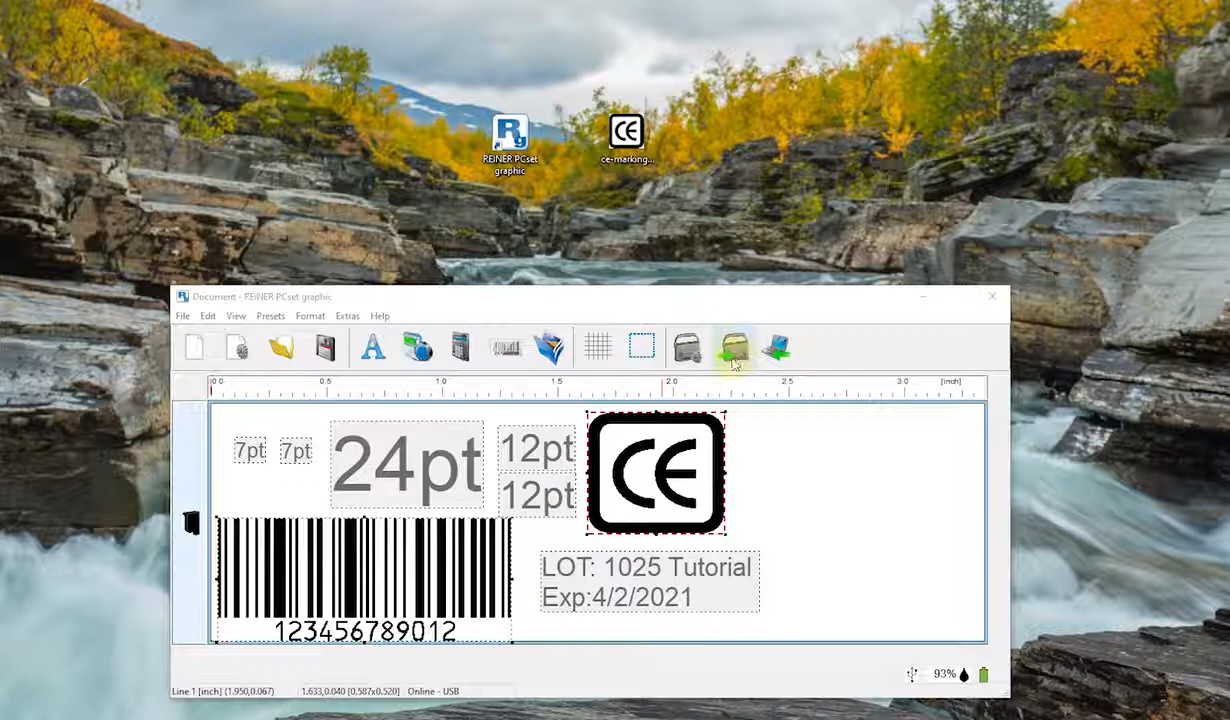 REINER PCset
graphic
ce-marking...
Document - REINER PCset graphic
File Edit View Presets Format Extras Help
0.0 0.5 1.0 1.5 2.0 2.5 3.0 [inch]
7pt 7pt 24pt 12pt
12pt
CE
LOT: 1025 Tutorial
Exp:4/2/2021
123456789012
93%
Line 1 [inch] (1.950,0.067) 1.633,0.040 [0.587x0.520] Online - USB